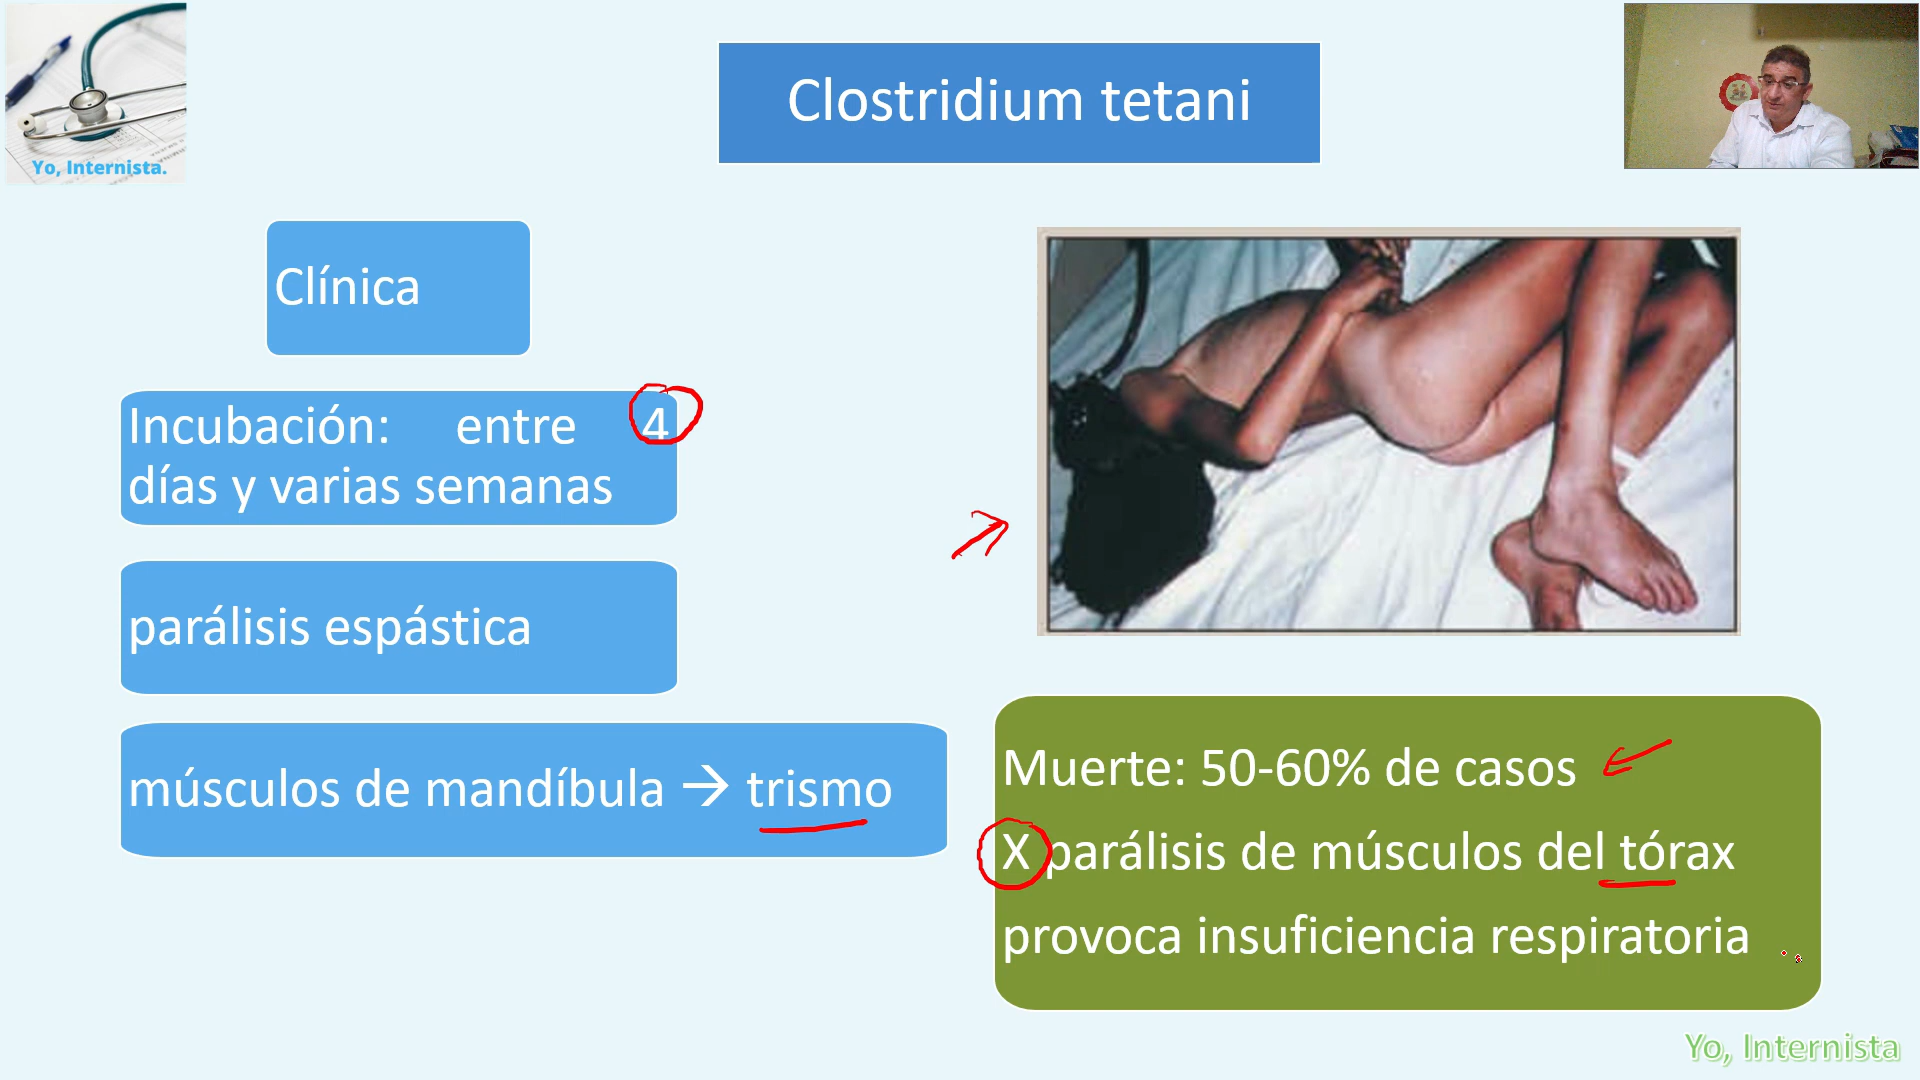 Yo, Internista.
Clostridium tetani
Clínica
Incubación: entre 4
días y varias semanas
parálisis espástica
músculos de mandíbula → trismo
Muerte: 50-60% de casos
X parálisis de músculos del tórax
provoca insuficiencia respiratoria
Yo, Internista